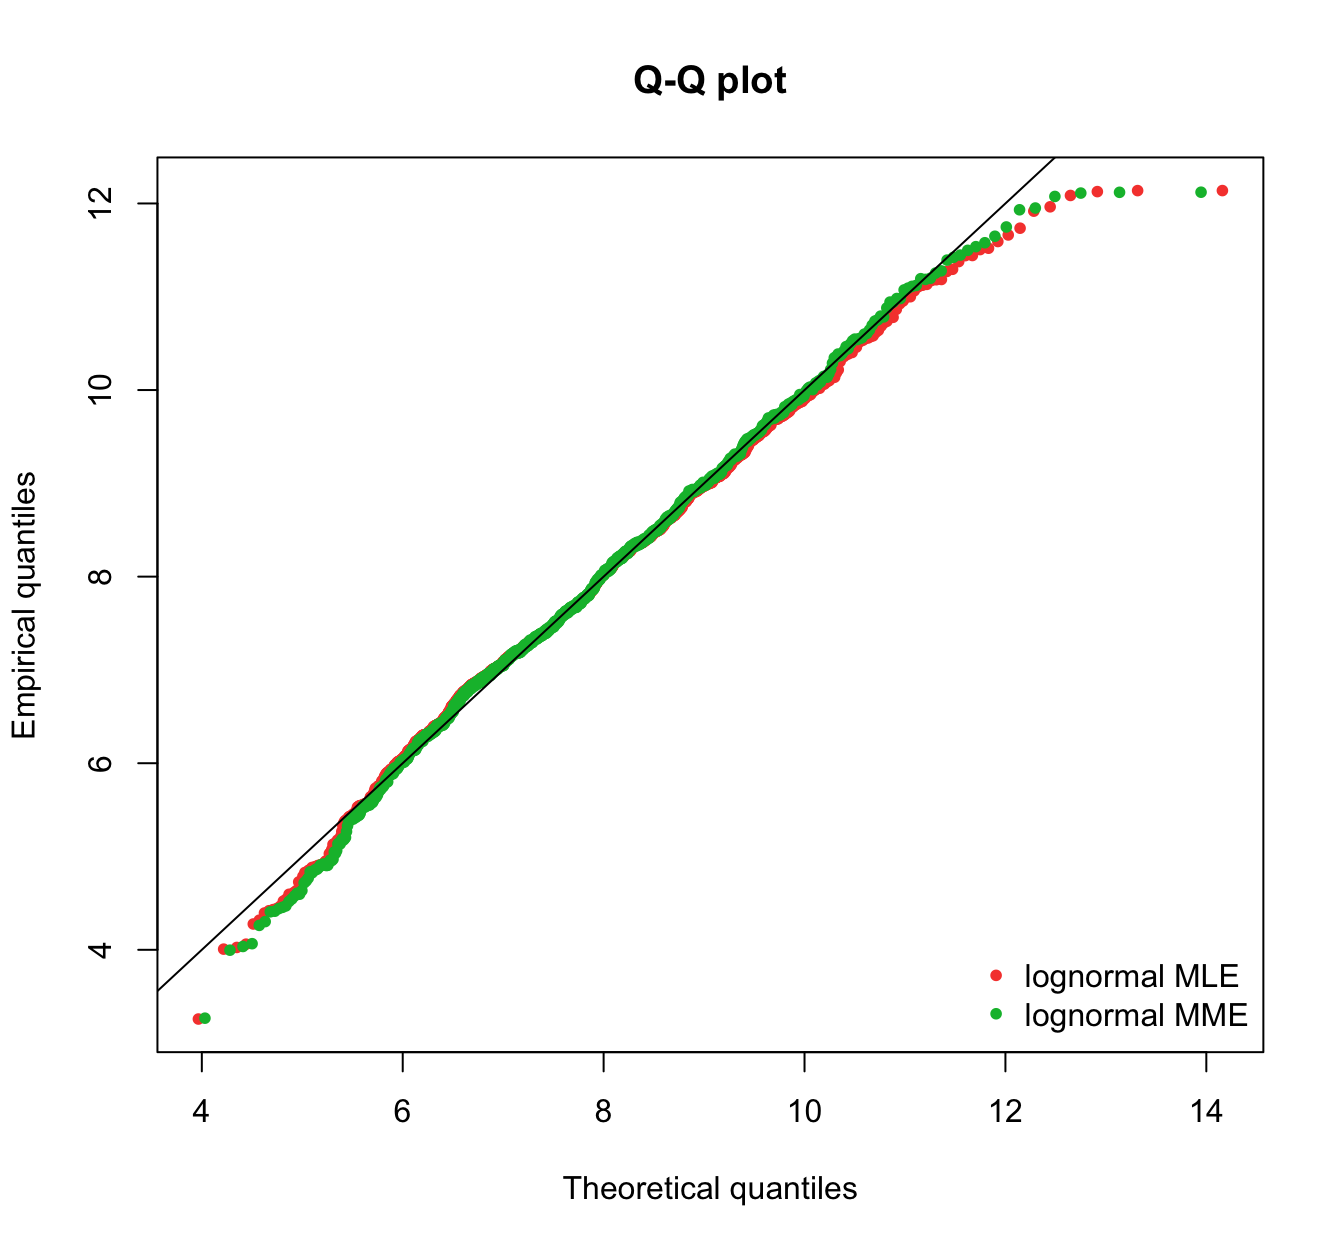 Q-Q plot
Empirical quantiles
12
10
8
6
4
lognormal MLE
lognormal MME
4 6 8 10 12 14
Theoretical quantiles